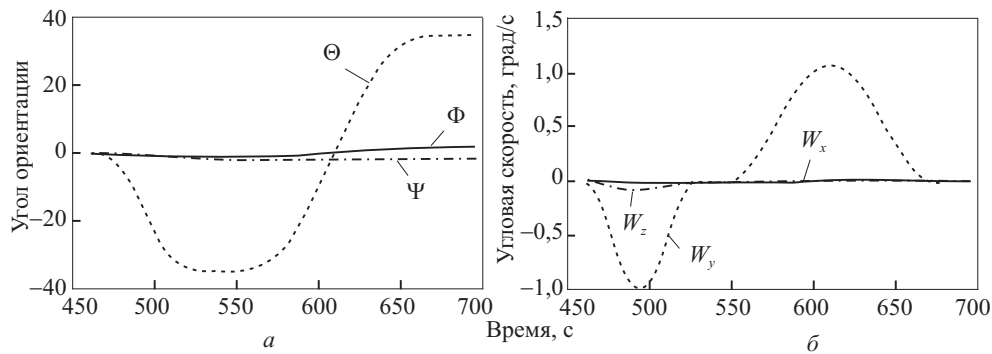 Угол ориентации
40
20
0
–20
–40
450 500 550 600 650 700
Θ
Φ
Ψ
а
Время, с
Угловая скорость, град/с
1,5
1,0
0,5
0
–0,5
–1,0
450 500 550 600 650 700
W_x
W_z
W_y
б